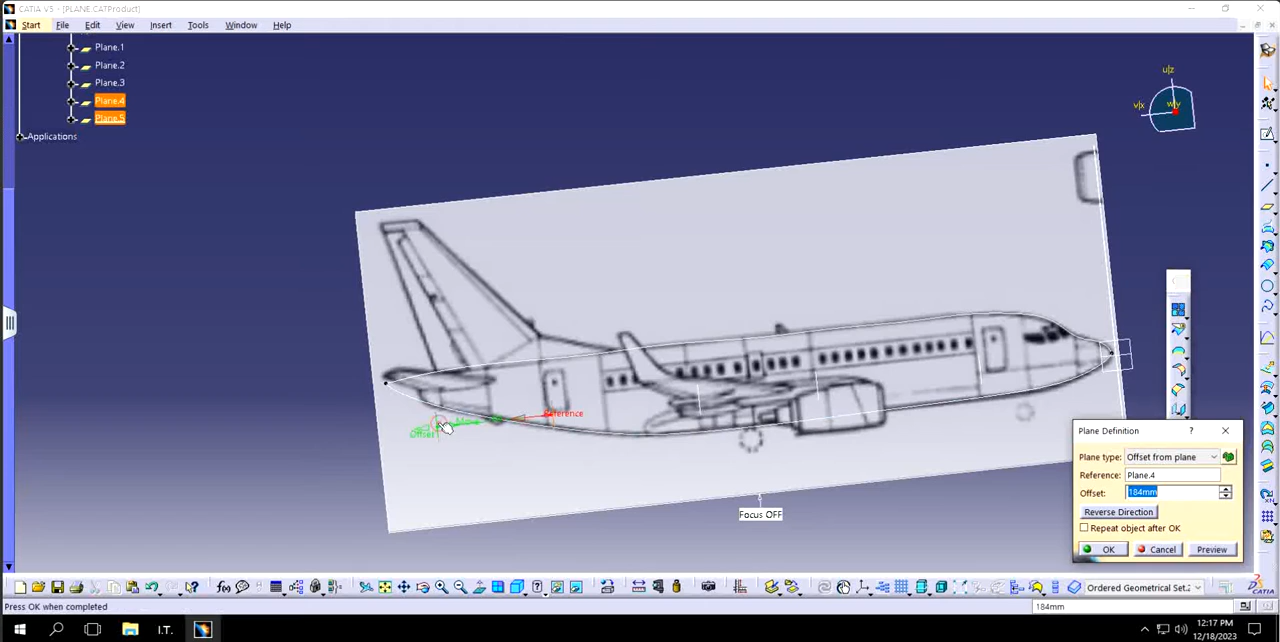 CATIA V5 - [PLANE.CATProduct]
Start File Edit View Insert Tools Window Help
Plane.1
Plane.2
Plane.3
Plane.4
Plane.5
Applications
u|z
v|x
w|y
Reference
Offset
Focus OFF
Plane Definition
Plane type: Offset from plane
Reference: Plane.4
Offset: 184mm
Reverse Direction
Repeat object after OK
OK Cancel Preview
Ordered Geometrical Set.
CATIA
Press OK when completed
184mm
I.T.
12:17 PM
12/18/2023